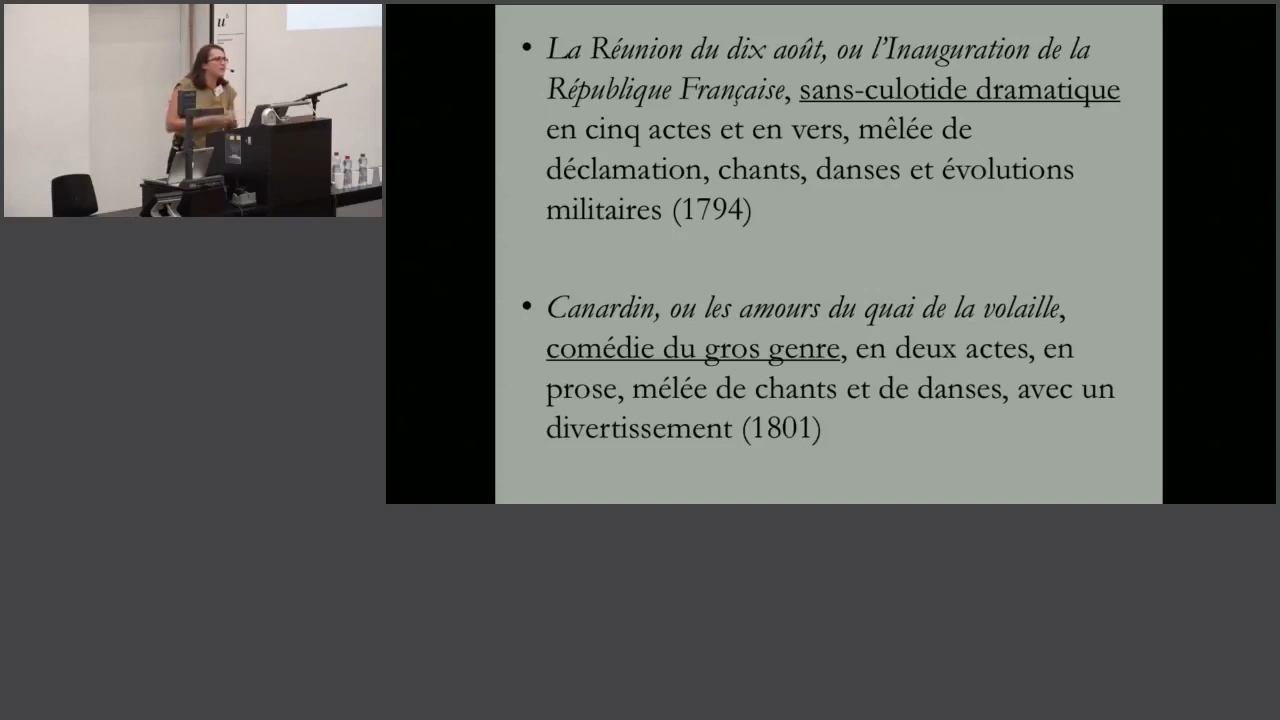 u^b
• La Réunion du dix août, ou l’Inauguration de la
République Française, sans-culotide dramatique
en cinq actes et en vers, mêlée de
déclamation, chants, danses et évolutions
militaires (1794)
• Canardin, ou les amours du quai de la volaille,
comédie du gros genre, en deux actes, en
prose, mélée de chants et de danses, avec un
divertissement (1801)